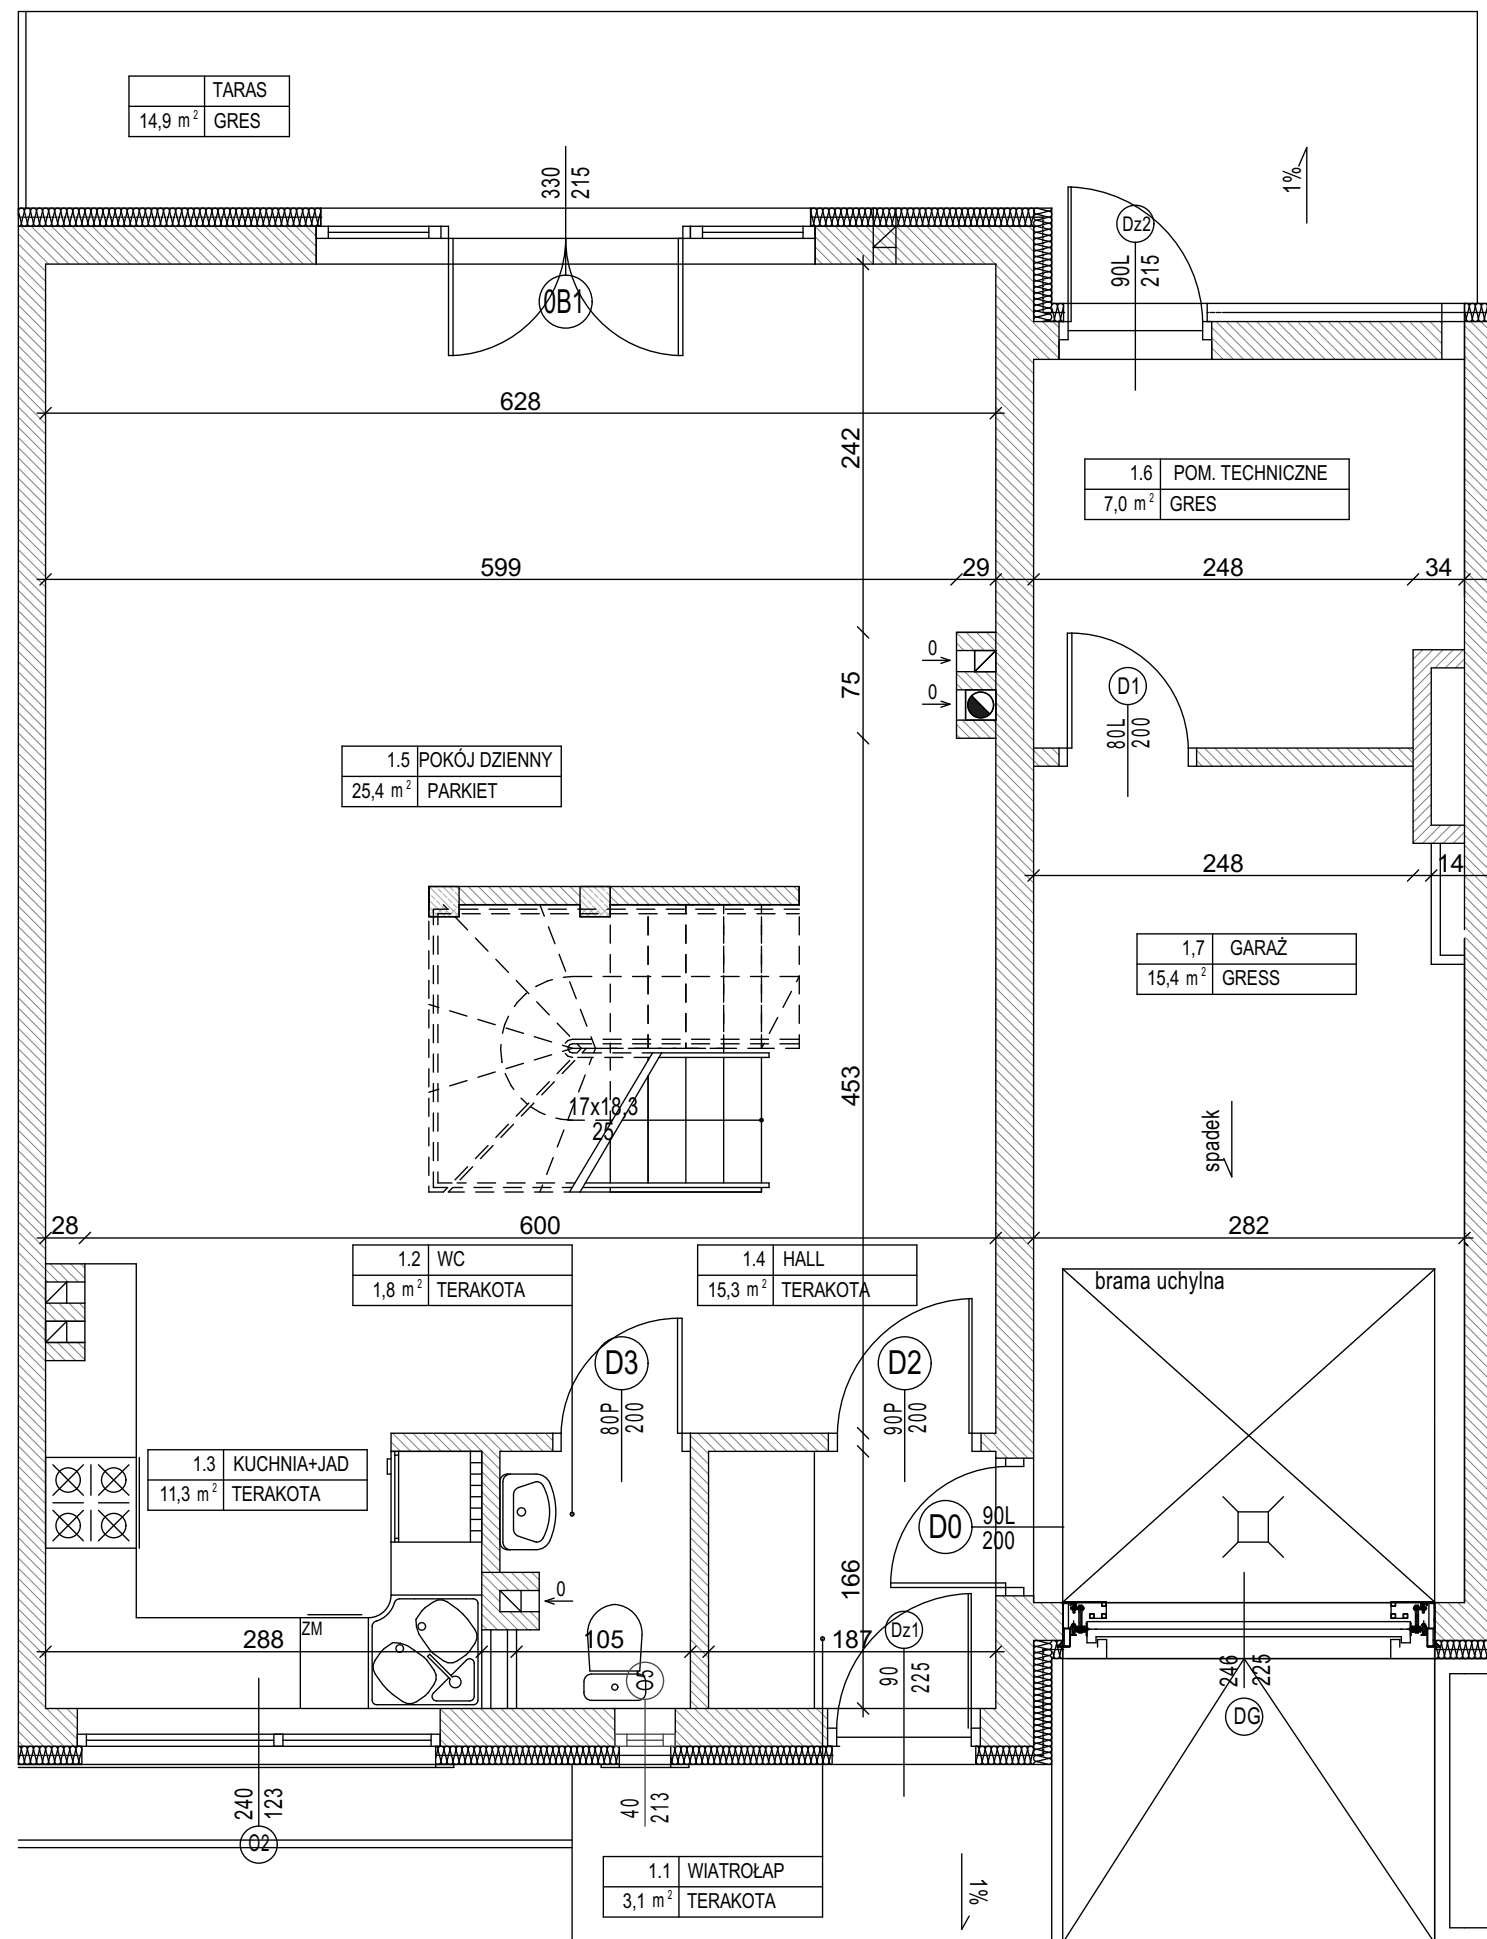 TARAS
14,9 m² GRES
330
215
1%
Dz2
90L
215
0B1
628
242
1.6 POM. TECHNICZNE
7,0 m² GRES
599
29
248
34
0
0
75
D1
80L
200
1.5 POKÓJ DZIENNY
25,4 m² PARKIET
248
14
1,7 GARAŻ
15,4 m² GRESS
453
17x18,3
25
spadek
28
600
282
1.2 WC
1,8 m² TERAKOTA
1.4 HALL
15,3 m² TERAKOTA
brama uchylna
D3
80P
200
D2
90P
200
1.3 KUCHNIA+JAD
11,3 m² TERAKOTA
D0
90L
200
0
166
ZM
288
105
187
Dz1
90
225
O5
246
225
DG
240
123
O2
40
213
1.1 WIATROŁAP
3,1 m² TERAKOTA
1%